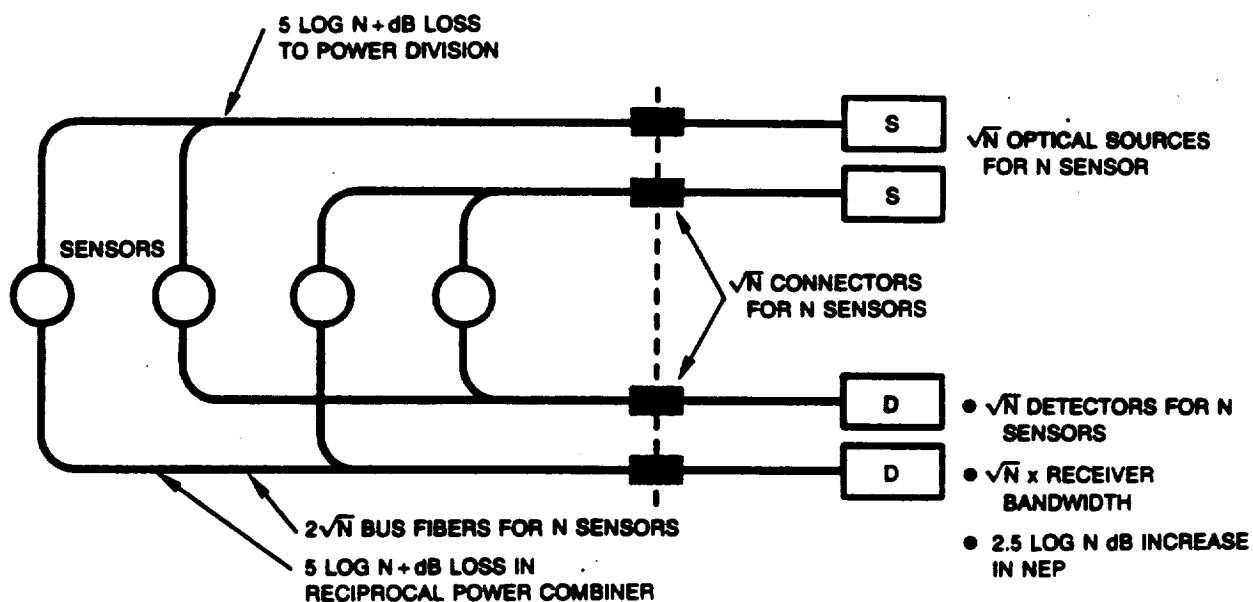 5 LOG N + dB LOSS
TO POWER DIVISION
S
√N OPTICAL SOURCES
FOR N SENSOR
S
SENSORS
√N CONNECTORS
FOR N SENSORS
D
● √N DETECTORS FOR N
SENSORS
D
● √N x RECEIVER
BANDWIDTH
2√N BUS FIBERS FOR N SENSORS
● 2.5 LOG N dB INCREASE
IN NEP
5 LOG N + dB LOSS IN
RECIPROCAL POWER COMBINER